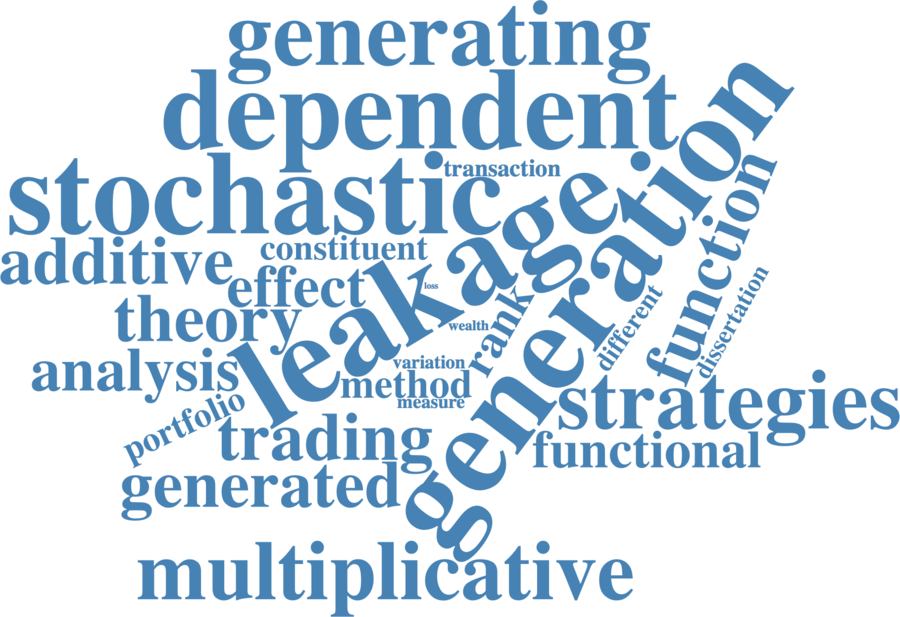 generating
dependent
stochastic
transaction
generation
leakage
function
additive
constituent
effect
loss
theory
wealth
rank
different
dissertation
analysis
variation
method
measure
strategies
portfolio
trading
functional
generated
multiplicative